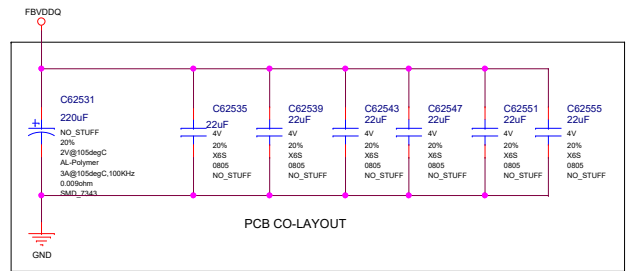 FBVDDQ
C62531
220uF
NO_STUFF
20%
2V@105degC
AL-Polymer
3A@105degC,100KHz
0.009ohm
SMD_7343
C62535
22uF
4V
20%
X6S
0805
NO_STUFF
C62539
22uF
4V
20%
X6S
0805
NO_STUFF
C62543
22uF
4V
20%
X6S
0805
NO_STUFF
C62547
22uF
4V
20%
X6S
0805
NO_STUFF
C62551
22uF
4V
20%
X6S
0805
NO_STUFF
C62555
22uF
4V
20%
X6S
0805
NO_STUFF
PCB CO-LAYOUT
GND